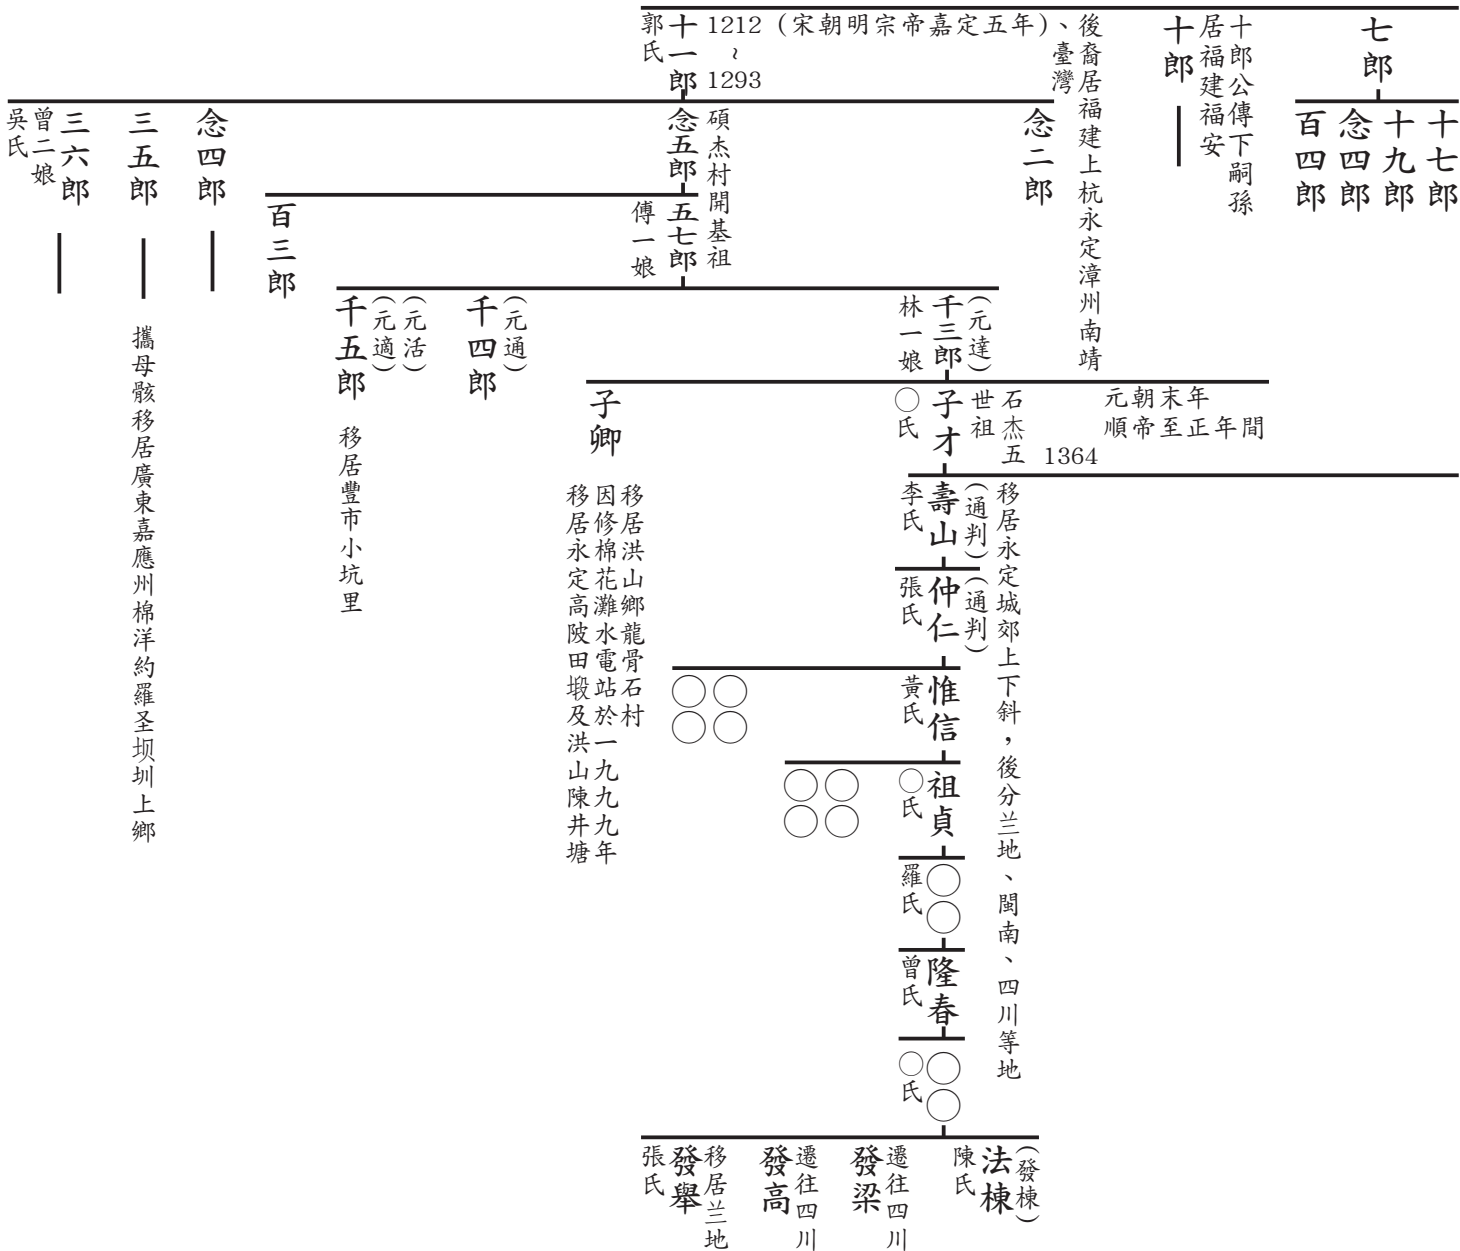 七郎
十七郎
十九郎
念四郎
百四郎
十郎公傳下嗣孫
居福建福安
十郎
後裔居福建上杭永定漳州南靖
、臺灣
1212（宋朝明宗帝嘉定五年）
~
1293
十一郎
郭氏
念二郎
碩杰村開基祖
念五郎
念四郎
三五郎
攜母骸移居廣東嘉應州棉洋約羅圣坝圳上鄉
三六郎
曾二娘
吳氏
五七郎
傅一娘
百三郎
（元達）
千三郎
林一娘
（元通）
千四郎
（元活）
（元適）
千五郎
移居豐市小坑里
元朝末年
順帝至正年間
1364
石杰五
世祖
子才
○氏
子卿
移居洪山鄉龍骨石村
因修棉花灘水電站於一九九九年
移居永定高陂田塅及洪山陳井塘
移居永定城郊上下斜，後分兰地、閩南、四川等地
（通判）
壽山
李氏
（通判）
仲仁
張氏
惟信
黃氏
○○
○○
祖貞
○氏
○○
○○
○○
羅氏
隆春
曾氏
○○
○氏
（發棟）
法棟
陳氏
遷往四川
發梁
遷往四川
發高
移居兰地
發舉
張氏